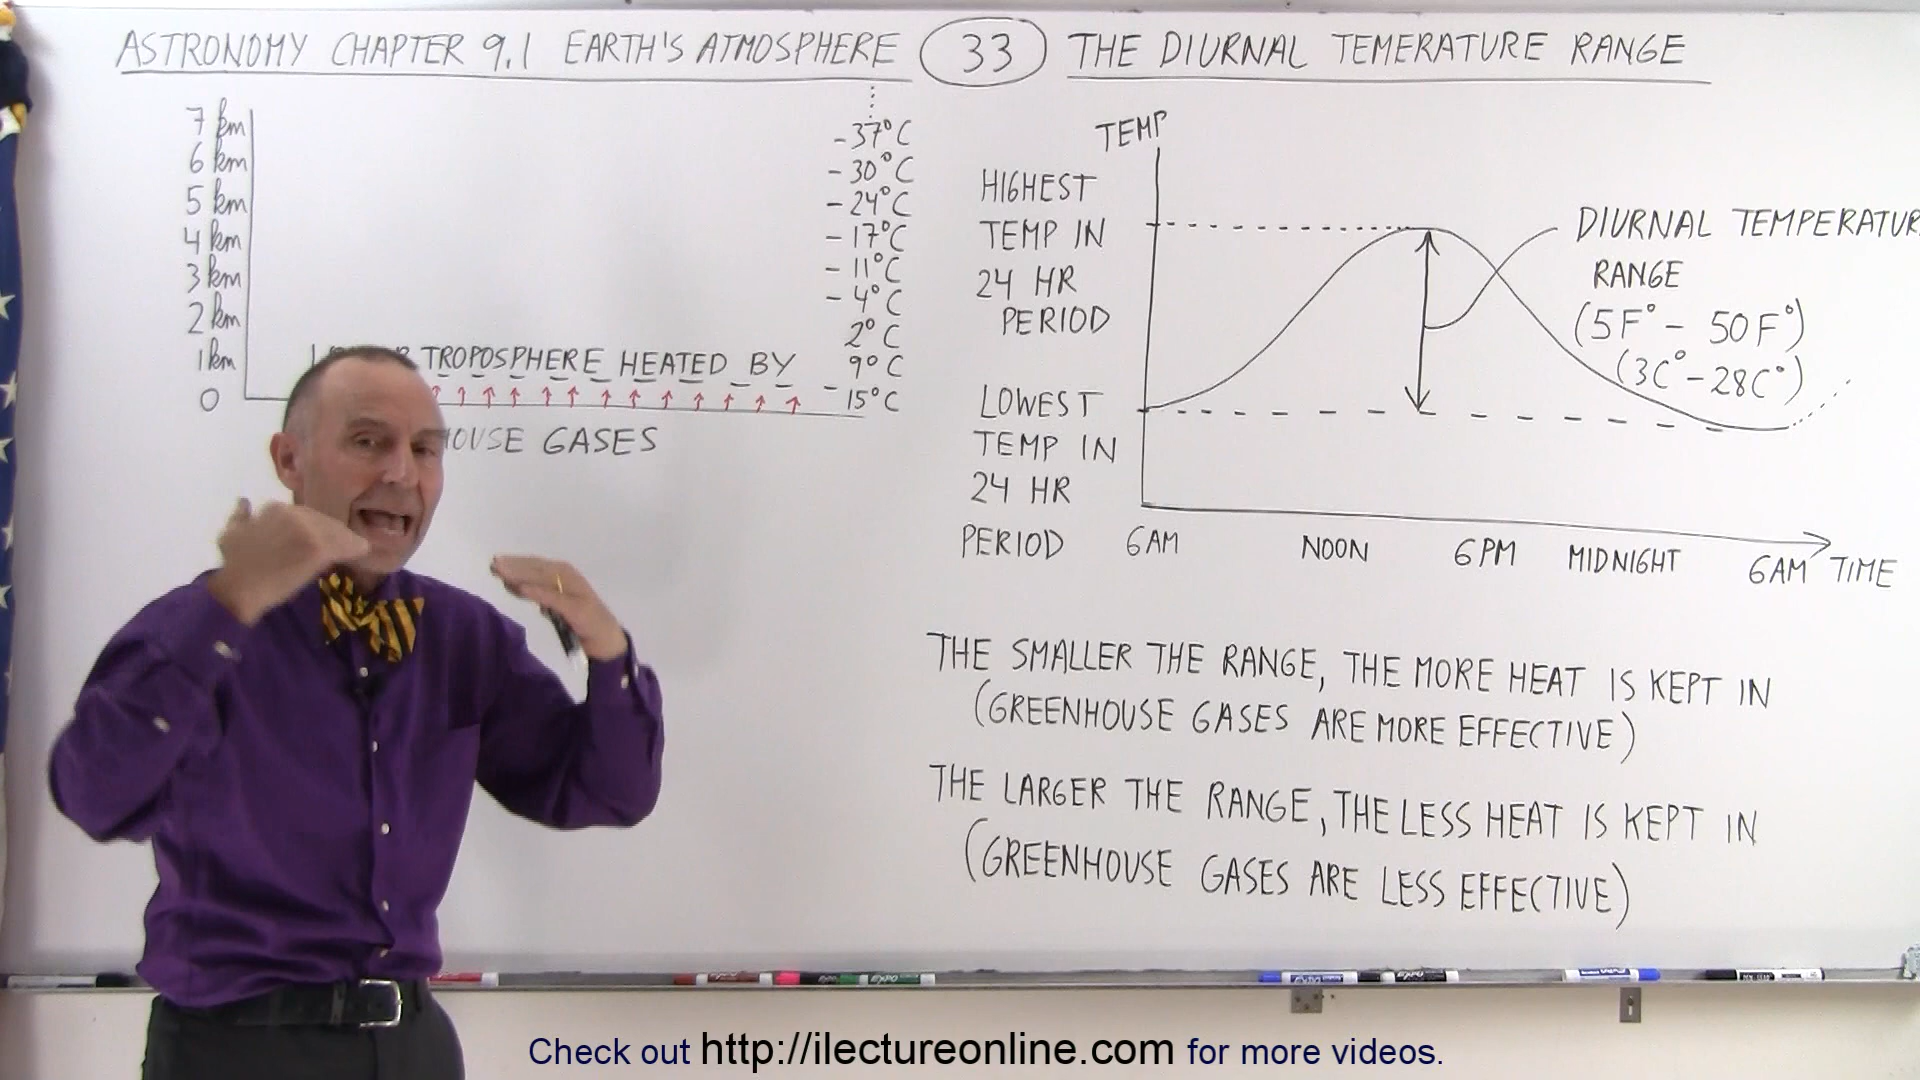 ASTRONOMY CHAPTER 9.1 EARTH'S ATMOSPHERE 33 THE DIURNAL TEMERATURE RANGE
7 km
6 km
5 km
4 km
3 km
2 km
1 km
0
-37°C
-30°C
-24°C
-17°C
-11°C
-4°C
2°C
9°C
15°C
TROPOSPHERE HEATED BY
GASES
TEMP
HIGHEST
TEMP IN
24 HR
PERIOD
LOWEST
TEMP IN
24 HR
PERIOD
DIURNAL TEMPERATUR
RANGE
(5F° - 50F°)
(3C° - 28C°)
6AM NOON 6PM MIDNIGHT 6AM TIME
THE SMALLER THE RANGE, THE MORE HEAT IS KEPT IN
(GREENHOUSE GASES ARE MORE EFFECTIVE)
THE LARGER THE RANGE, THE LESS HEAT IS KEPT IN
(GREENHOUSE GASES ARE LESS EFFECTIVE)
Check out http://ilectureonline.com for more videos.